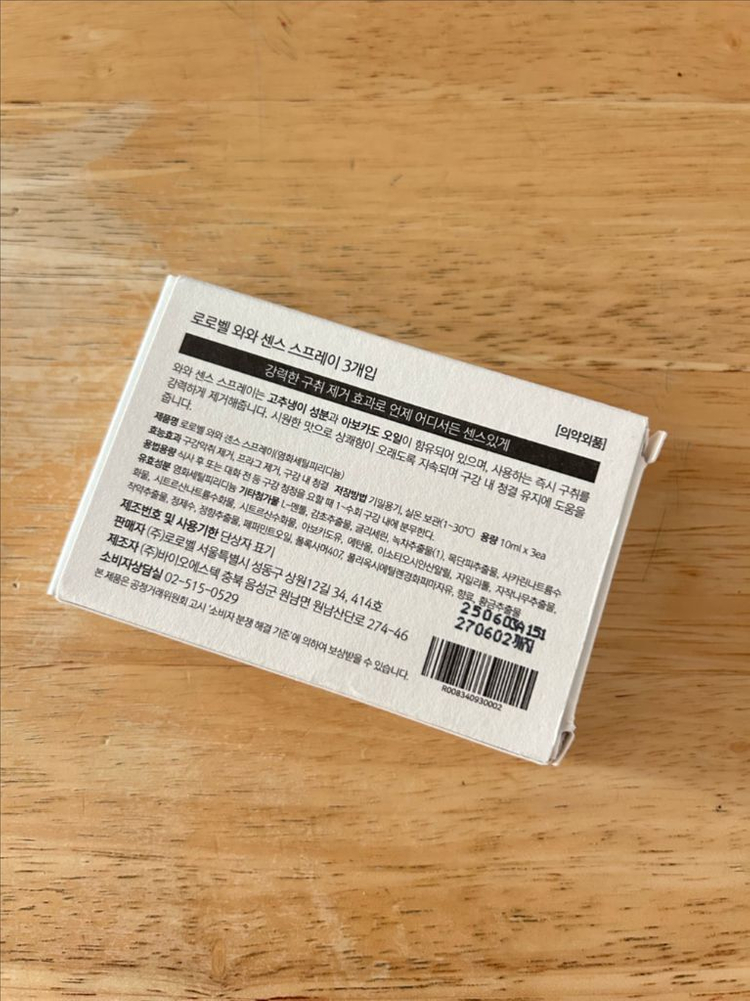 로로벨 와와 센스 스프레이 3개입
[의약외품]
강력한 구취 제거 효과로 언제 어디서든 센스있게
와와 센스 스프레이는 고추냉이 성분과 아보카도 오일이 함유되어 있으며, 사용하는 즉시 구취를
강력하게 제거해줍니다. 시원한 맛으로 상쾌함이 오래도록 지속되며 구강 내 청결 유지에 도움을
줍니다.
제품명 로로벨 와와 센스 스프레이(염화세틸피리디늄)
효능효과 구강악취 제거, 프라그 제거, 구강 내 청결 저장방법 기밀용기, 실온 보관(1~30℃) 용량 10ml x 3ea
용법용량 식사 후 또는 대화 전 등 구강 청정을 요할 때 1~수회 구강 내에 분무한다.
유효성분 염화세틸피리디늄 기타첨가물 L-멘톨, 감초추출물, 글리세린, 녹차추출물(1), 목단피추출물, 사카린나트륨수
화물, 시트르산나트륨수화물, 시트르산수화물, 아보카도유, 에탄올, 이소티오시안산알릴, 자일리톨, 자작나무추출물,
작약추출물, 정제수, 정향추출물, 페퍼민트오일, 폴록사머407, 폴리옥시에틸렌경화피마자유, 향료, 황금추출물
제조번호 및 사용기한 단상자 표기
판매자 (주)로로벨 서울특별시 성동구 상원12길 34, 414호
제조자 (주)바이오에스텍 충북 음성군 원남면 원남산단로 274-46
소비자상담실 02-515-0529
본 제품은 공정거래위원회 고시 '소비자 분쟁 해결 기준'에 의하여 보상받을 수 있습니다.
250603A 151
270602까지
R008340930002